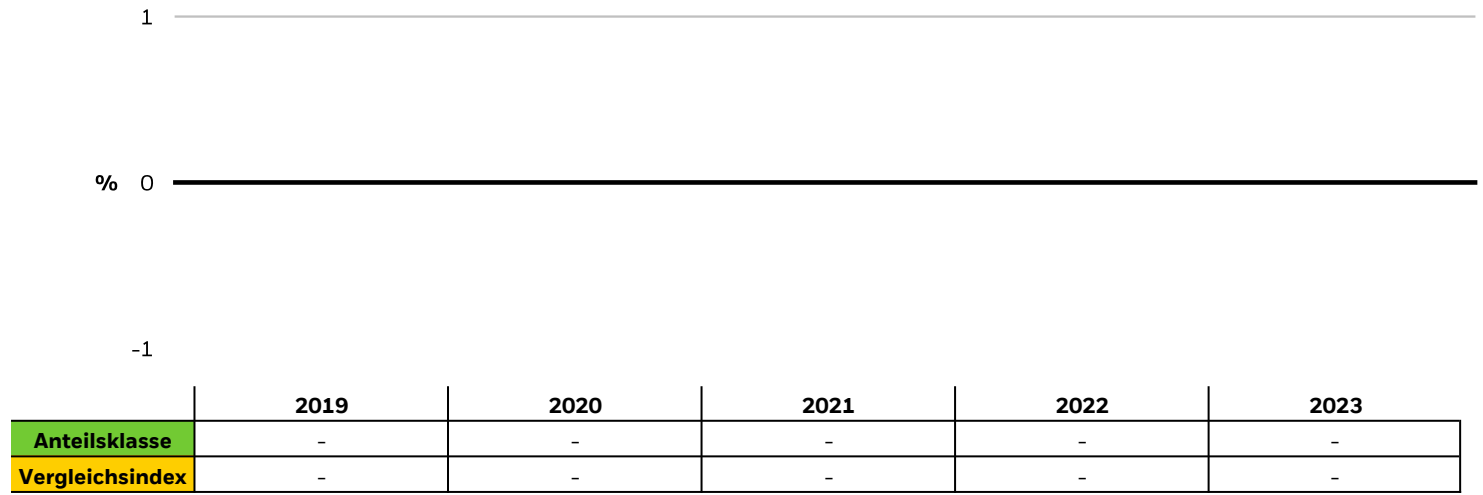 1
% 0
-1
2019 2020 2021 2022 2023
Anteilsklasse - - - - -
Vergleichsindex - - - - -